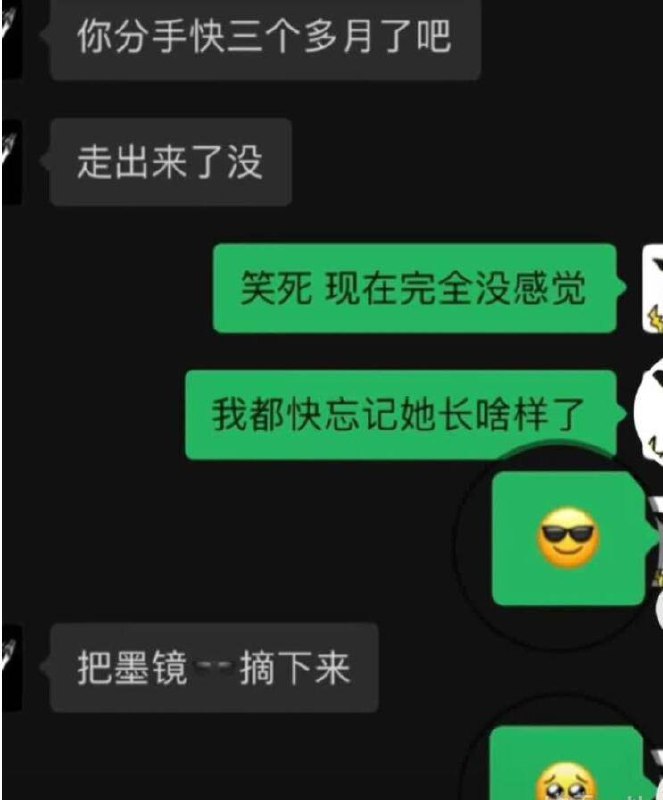 你分手快三个多月了吧
走出来了没
笑死 现在完全没感觉
我都快忘记她长啥样了
😎
把墨镜🕶️摘下来
🥺